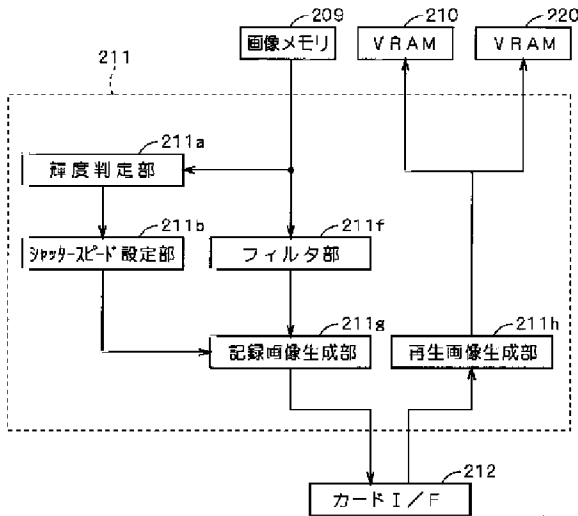 209
210
220
画像メモリ
VRAM
VRAM
211
211a
輝度判定部
211b
211f
シャッタースピード設定部
フィルタ部
211g
211h
記録画像生成部
再生画像生成部
212
カードI/F